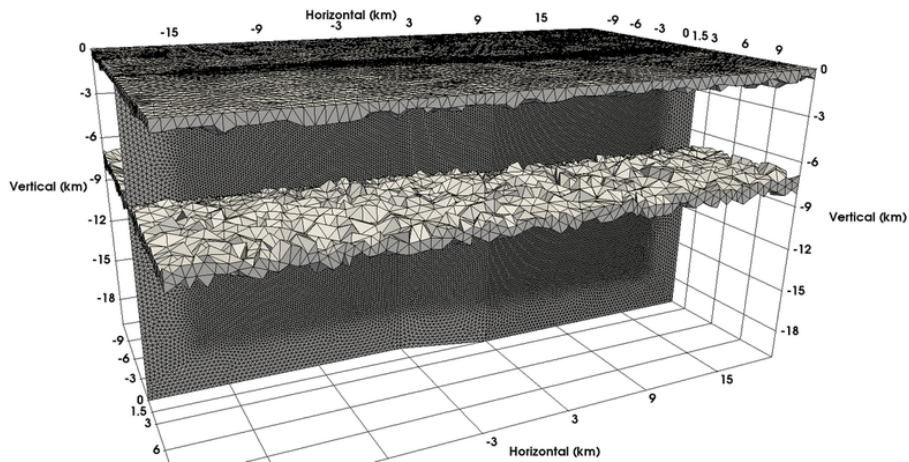 Horizontal (km)
-15 -9 -3 3 9 15 -9 -6 -3 0 1.5 3 6 9
0 0
-3 -3
-6 -6
Vertical (km) -9 -9 Vertical (km)
-12 -12
-15 -15
-18 -18
-9
-6
-3
0
1.5
3
6
-3 3 9 15
Horizontal (km)